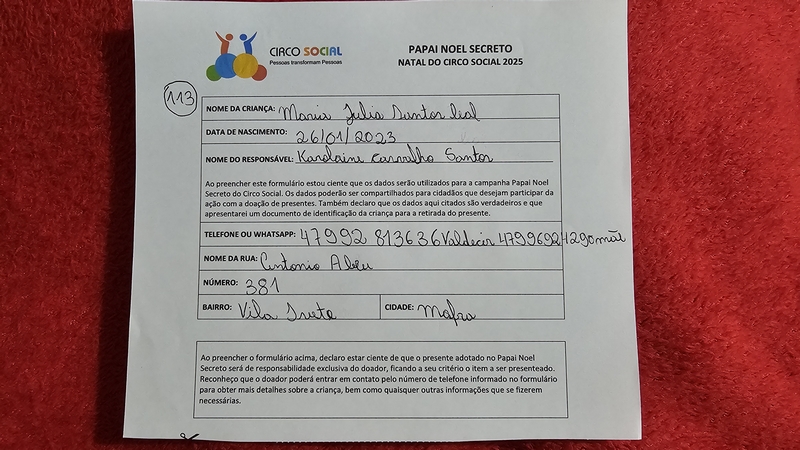 CIRCO SOCIAL
Pessoas transformam Pessoas
PAPAI NOEL SECRETO
NATAL DO CIRCO SOCIAL 2025
113
NOME DA CRIANÇA: Maria Julia Santos leal
DATA DE NASCIMENTO: 26/01/2023
NOME DO RESPONSÁVEL: Karolaine carvalho Santos
Ao preencher este formulário estou ciente que os dados serão utilizados para a campanha Papai Noel
Secreto do Circo Social. Os dados poderão ser compartilhados para cidadãos que desejam participar da
ação com a doação de presentes. Também declaro que os dados aqui citados são verdadeiros e que
apresentarei um documento de identificação da criança para a retirada do presente.
TELEFONE OU WHATSAPP: 47992 813636 Valdecir 47996924290 mãe
NOME DA RUA: Antonio Abeu
NÚMERO: 381
BAIRRO: Vila Ivete CIDADE: Mafra
Ao preencher o formulário acima, declaro estar ciente de que o presente adotado no Papai Noel
Secreto será de responsabilidade exclusiva do doador, ficando a seu critério o item a ser presenteado.
Reconheço que o doador poderá entrar em contato pelo número de telefone informado no formulário
para obter mais detalhes sobre a criança, bem como quaisquer outras informações que se fizerem
necessárias.